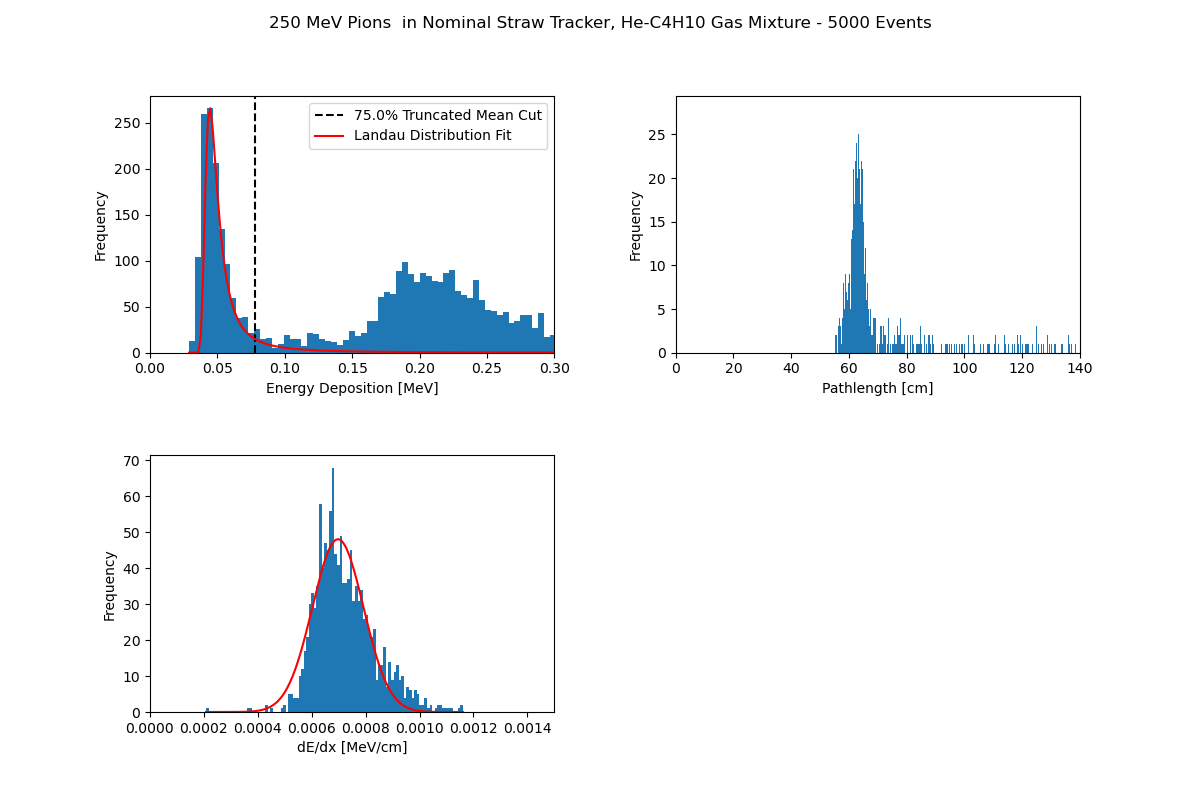 250 MeV Pions  in Nominal Straw Tracker, He-C4H10 Gas Mixture - 5000 Events
75.0% Truncated Mean Cut
Landau Distribution Fit
Frequency
250
200
150
100
50
0
0.00 0.05 0.10 0.15 0.20 0.25 0.30
Energy Deposition [MeV]
Frequency
25
20
15
10
5
0
0 20 40 60 80 100 120 140
Pathlength [cm]
Frequency
70
60
50
40
30
20
10
0
0.0000 0.0002 0.0004 0.0006 0.0008 0.0010 0.0012 0.0014
dE/dx [MeV/cm]